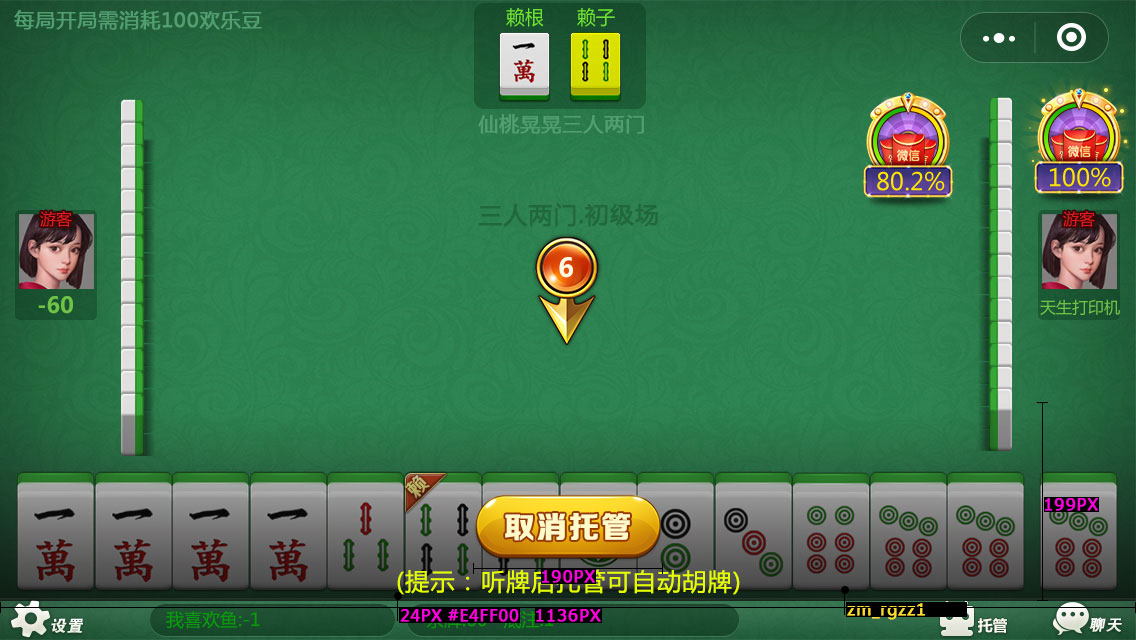 每局开局需消耗100欢乐豆
赖根 赖子
一
萬
仙桃晃晃三人两门
微信
80.2%
微信
100%
三人两门.初级场
游客
-60
6
游客
天生打印机
一 一 一 一
萬 萬 萬 萬
赖
取消托管
199PX
190PX
(提示：听牌后托管可自动胡牌)
24PX #E4FF00 1136PX
zm_rgzz1
设置
我喜欢鱼:-1
托管
聊天